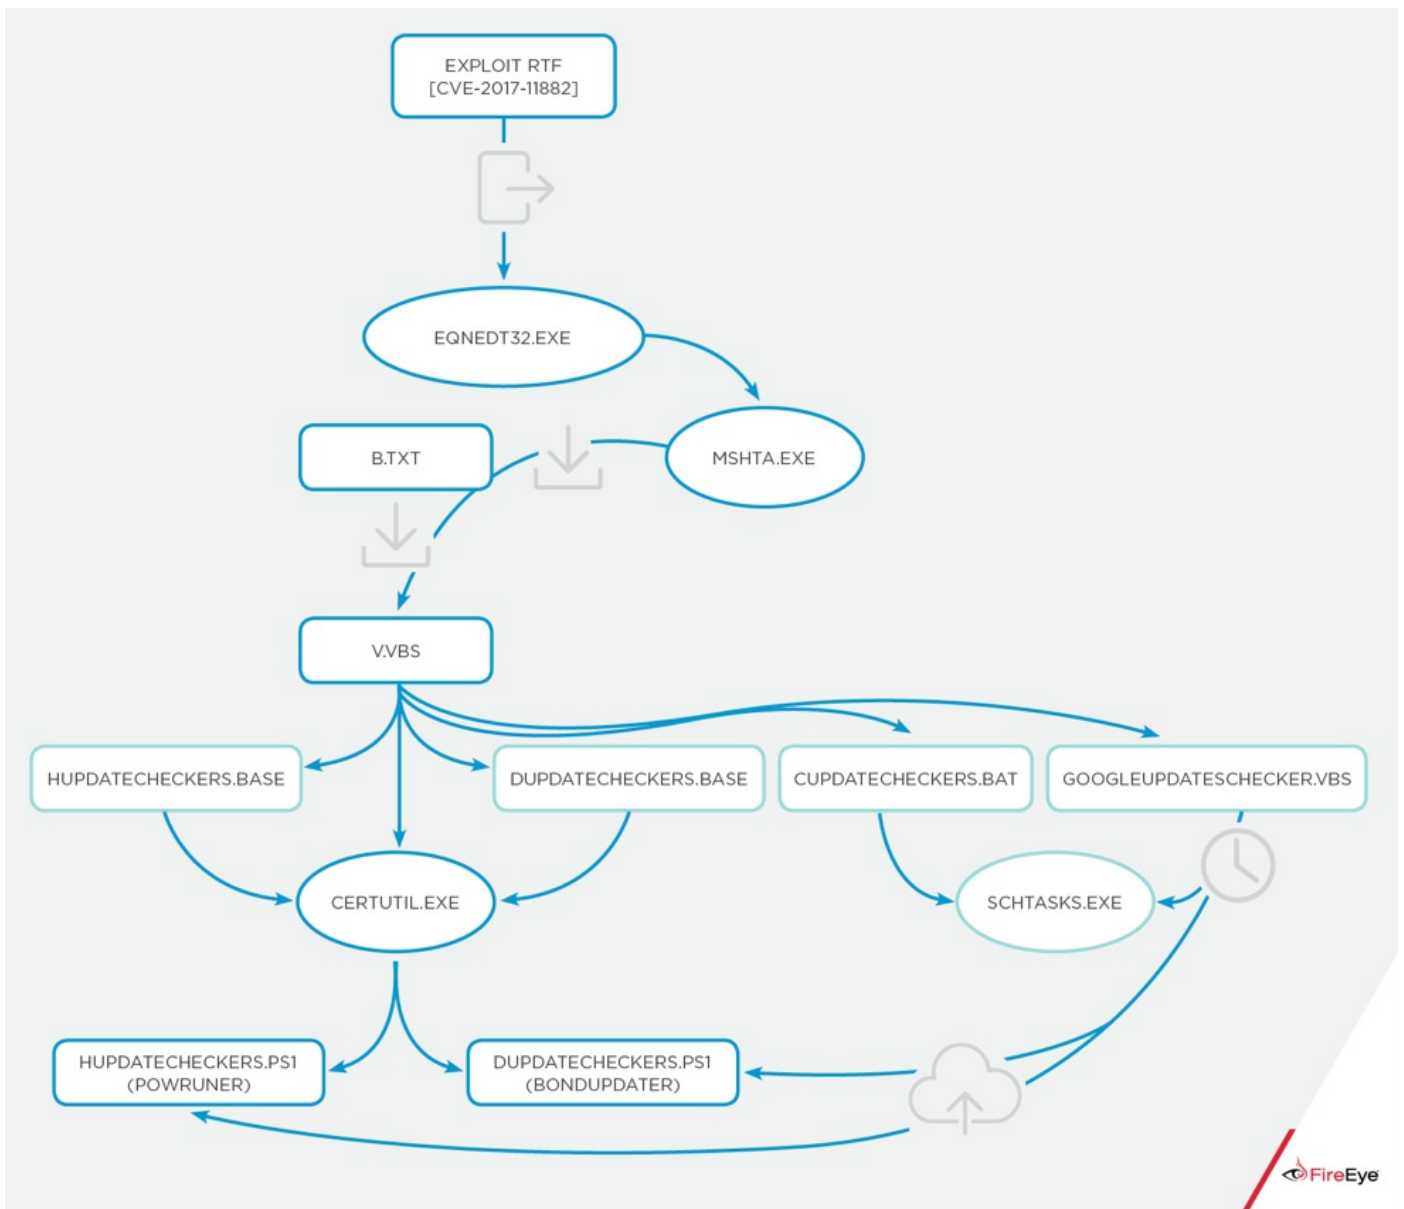 EXPLOIT RTF
[CVE-2017-11882]
EQNEDT32.EXE
B.TXT
MSHTA.EXE
V.VBS
HUPDATECHECKERS.BASE
DUPDATECHECKERS.BASE
CUPDATECHECKERS.BAT
GOOGLEUPDATESCHECKER.VBS
CERTUTIL.EXE
SCHTASKS.EXE
HUPDATECHECKERS.PS1
(POWRUNER)
DUPDATECHECKERS.PS1
(BONDUPDATER)
FireEye